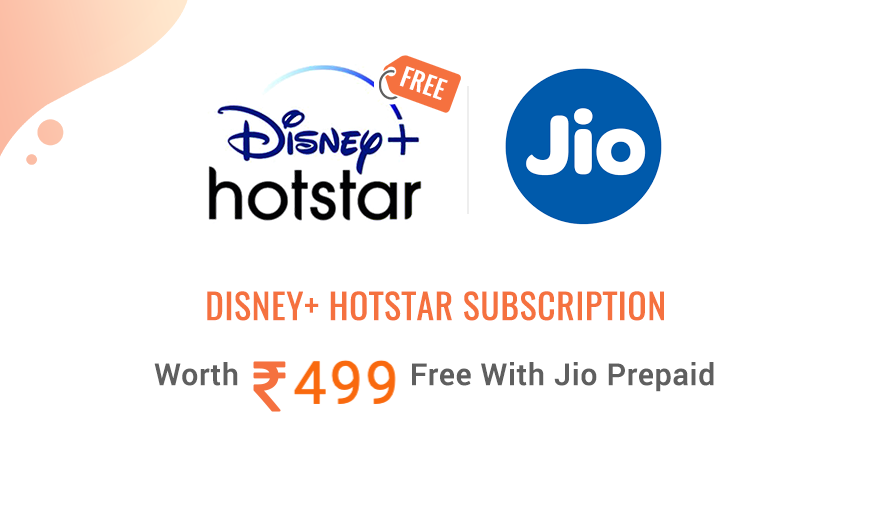 FREE
Disney+
hotstar
Jio
DISNEY+ HOTSTAR SUBSCRIPTION
Worth ₹499 Free With Jio Prepaid